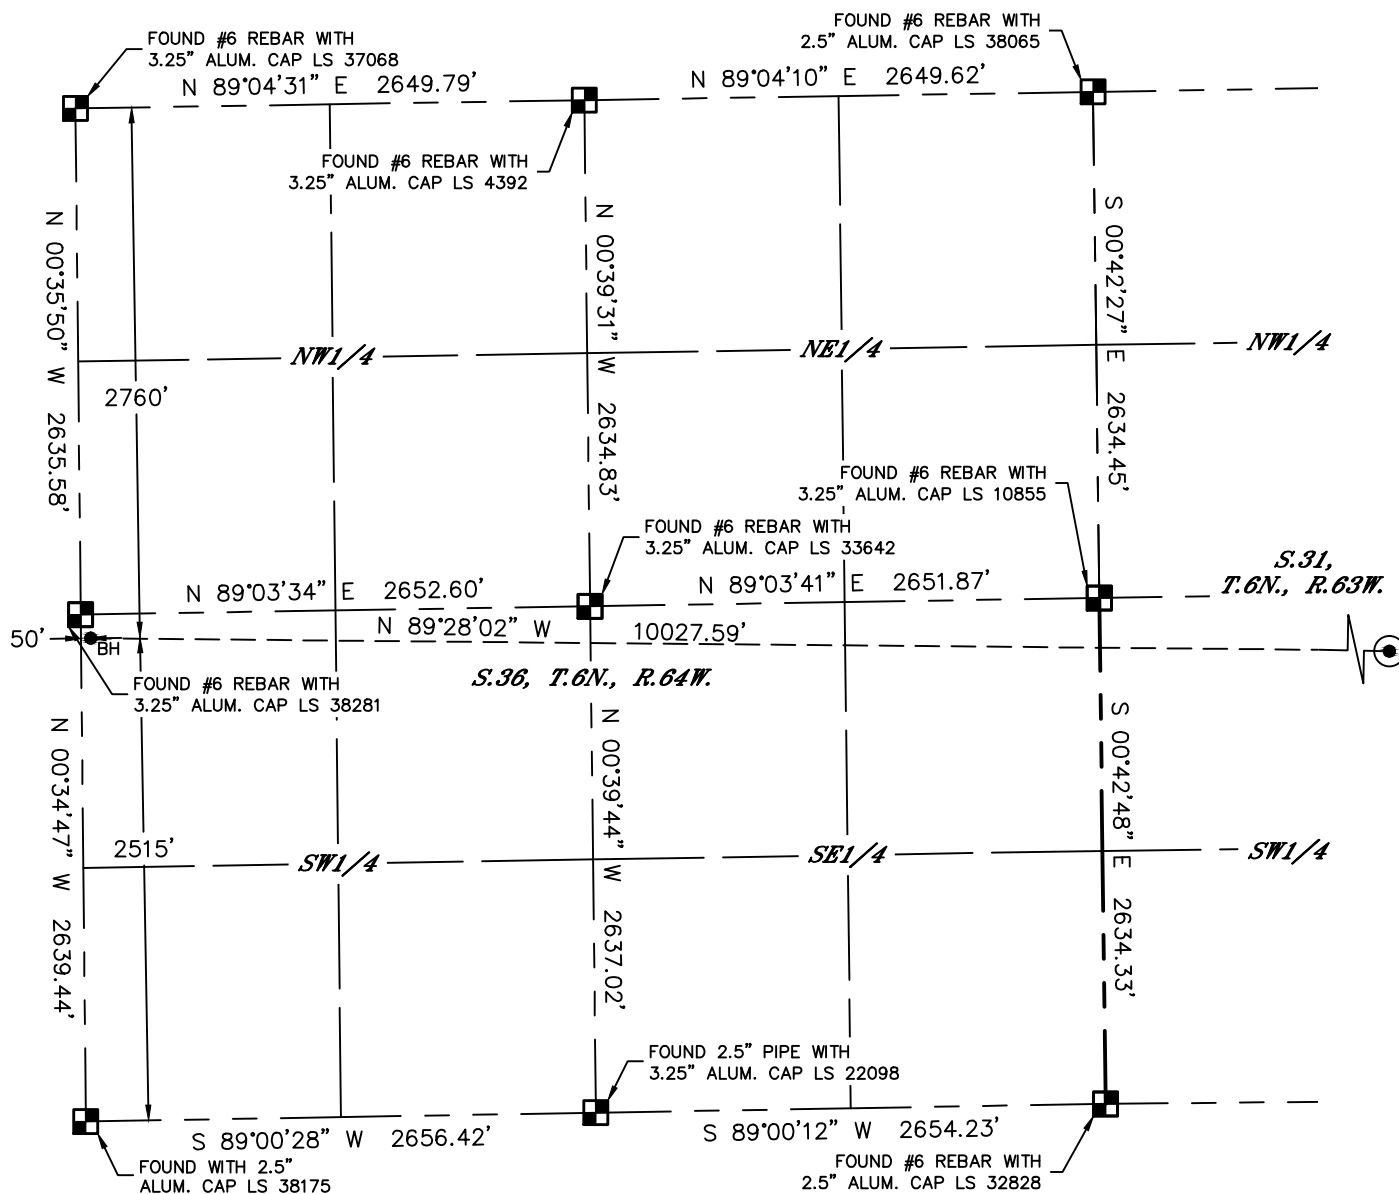 FOUND #6 REBAR WITH
3.25" ALUM. CAP LS 37068
FOUND #6 REBAR WITH
2.5" ALUM. CAP LS 38065
N 89°04'31" E 2649.79'
N 89°04'10" E 2649.62'
FOUND #6 REBAR WITH
3.25" ALUM. CAP LS 4392
N 00°35'50" W 2635.58'
N 00°39'31" W 2634.83'
S 00°42'27" E 2634.45'
NW1/4
NE1/4
NW1/4
2760'
FOUND #6 REBAR WITH
3.25" ALUM. CAP LS 10855
FOUND #6 REBAR WITH
3.25" ALUM. CAP LS 33642
S.31,
T.6N., R.63W.
N 89°03'34" E 2652.60'
N 89°03'41" E 2651.87'
50'
BH
N 89°28'02" W 10027.59'
S.36, T.6N., R.64W.
FOUND #6 REBAR WITH
3.25" ALUM. CAP LS 38281
N 00°34'47" W 2639.44'
N 00°39'44" W 2637.02'
S 00°42'48" E 2634.33'
2515'
SW1/4
SE1/4
SW1/4
FOUND 2.5" PIPE WITH
3.25" ALUM. CAP LS 22098
S 89°00'28" W 2656.42'
S 89°00'12" W 2654.23'
FOUND WITH 2.5"
ALUM. CAP LS 38175
FOUND #6 REBAR WITH
2.5" ALUM. CAP LS 32828